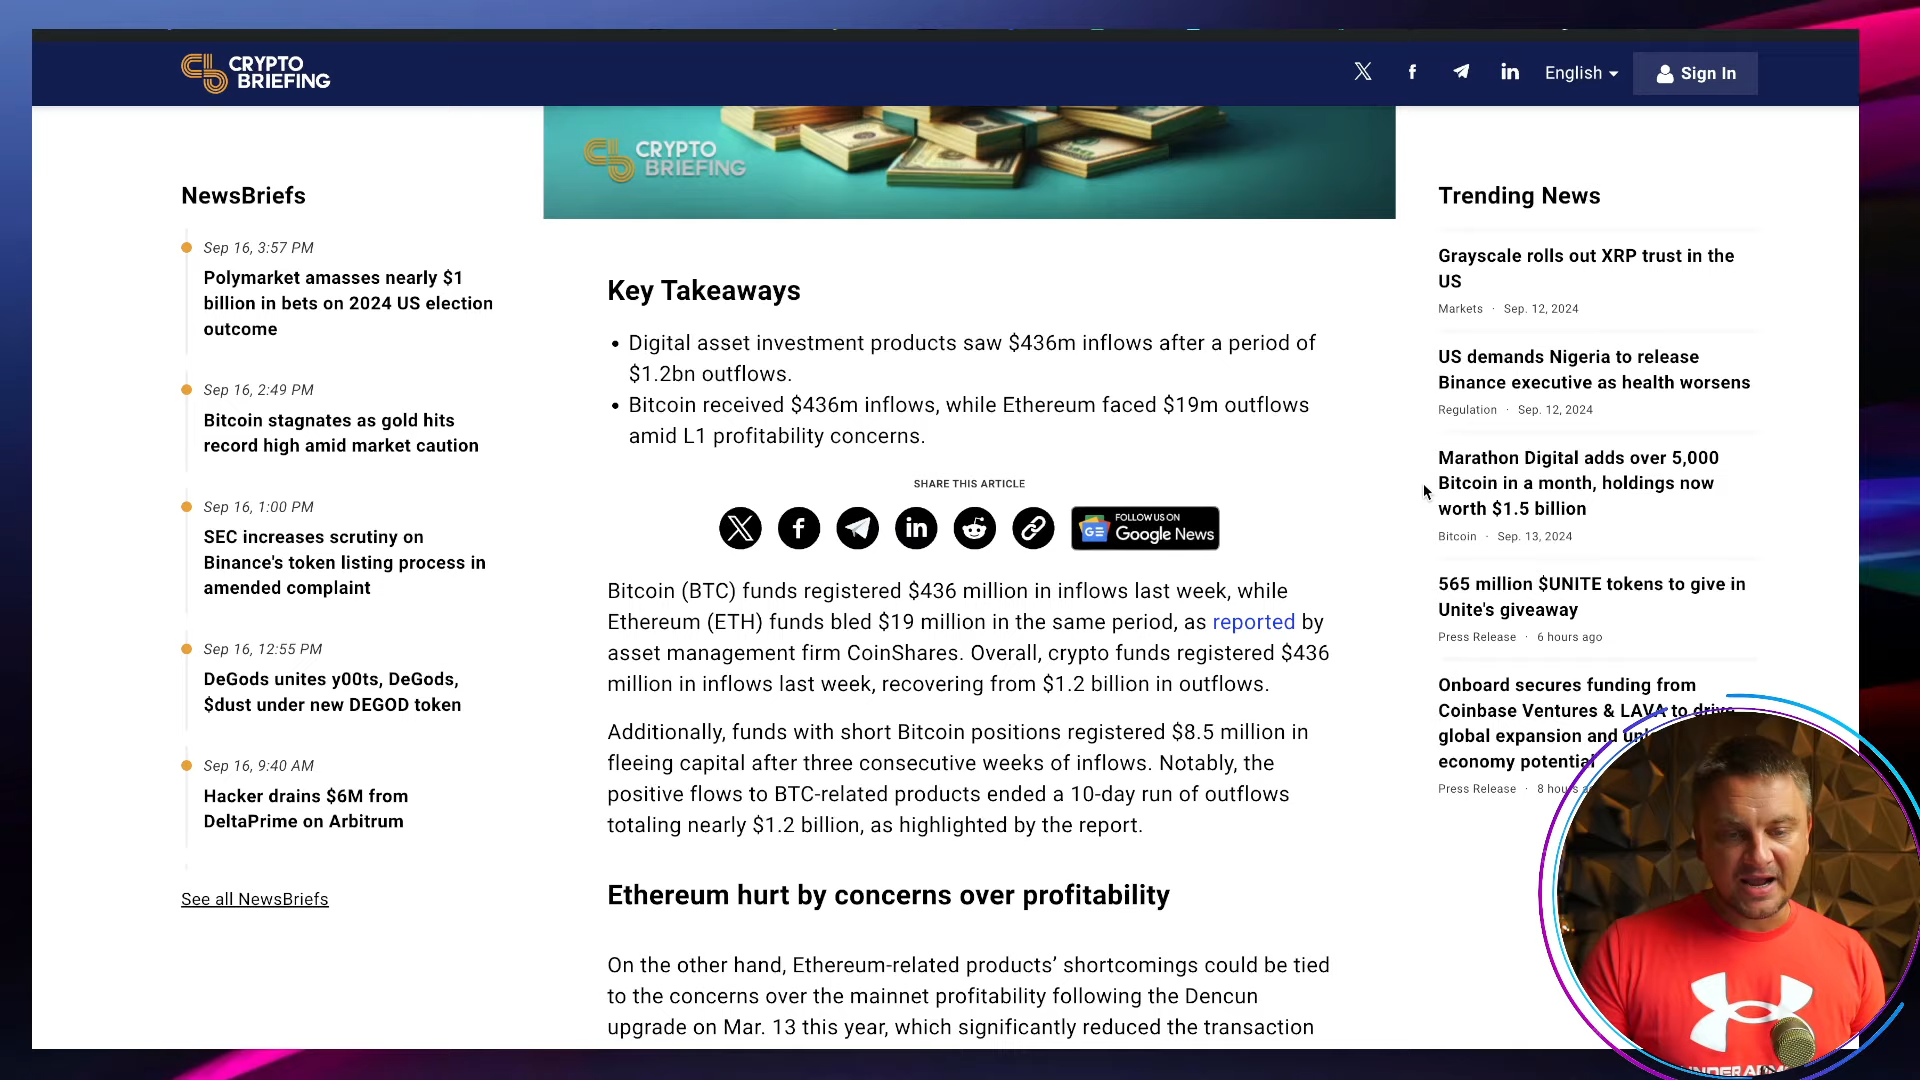 CRYPTO
BRIEFING
English
Sign In
CRYPTO
BRIEFING
NewsBriefs
Sep 16, 3:57 PM
Polymarket amasses nearly $1
billion in bets on 2024 US election
outcome
Sep 16, 2:49 PM
Bitcoin stagnates as gold hits
record high amid market caution
Sep 16, 1:00 PM
SEC increases scrutiny on
Binance's token listing process in
amended complaint
Sep 16, 12:55 PM
DeGods unites y00ts, DeGods,
$dust under new DEGOD token
Sep 16, 9:40 AM
Hacker drains $6M from
DeltaPrime on Arbitrum
See all NewsBriefs
Key Takeaways
• Digital asset investment products saw $436m inflows after a period of
$1.2bn outflows.
• Bitcoin received $436m inflows, while Ethereum faced $19m outflows
amid L1 profitability concerns.
SHARE THIS ARTICLE
FOLLOW US ON
Google News
Bitcoin (BTC) funds registered $436 million in inflows last week, while
Ethereum (ETH) funds bled $19 million in the same period, as reported by
asset management firm CoinShares. Overall, crypto funds registered $436
million in inflows last week, recovering from $1.2 billion in outflows.
Additionally, funds with short Bitcoin positions registered $8.5 million in
fleeing capital after three consecutive weeks of inflows. Notably, the
positive flows to BTC-related products ended a 10-day run of outflows
totaling nearly $1.2 billion, as highlighted by the report.
Ethereum hurt by concerns over profitability
On the other hand, Ethereum-related products’ shortcomings could be tied
to the concerns over the mainnet profitability following the Dencun
upgrade on Mar. 13 this year, which significantly reduced the transaction
Trending News
Grayscale rolls out XRP trust in the
US
Markets · Sep. 12, 2024
US demands Nigeria to release
Binance executive as health worsens
Regulation · Sep. 12, 2024
Marathon Digital adds over 5,000
Bitcoin in a month, holdings now
worth $1.5 billion
Bitcoin · Sep. 13, 2024
565 million $UNITE tokens to give in
Unite's giveaway
Press Release · 6 hours ago
Onboard secures funding from
Coinbase Ventures & LAVA to drive
global expansion and
economy potential
Press Release · 8 hours